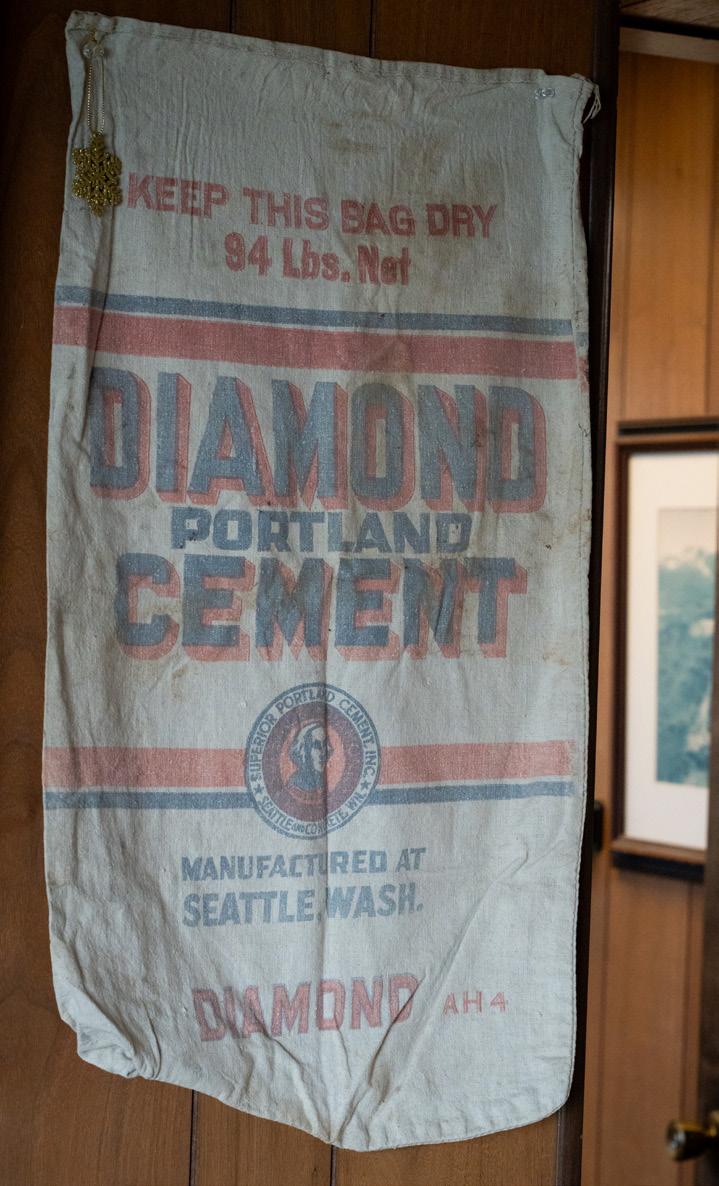 KEEP THIS BAG DRY
94 Lbs. Net
DIAMOND
PORTLAND
CEMENT
SUPERIOR PORTLAND CEMENT, INC.
SEATTLE AND CONCRETE, WN.
MANUFACTURED AT
SEATTLE, WASH.
DIAMOND AH4